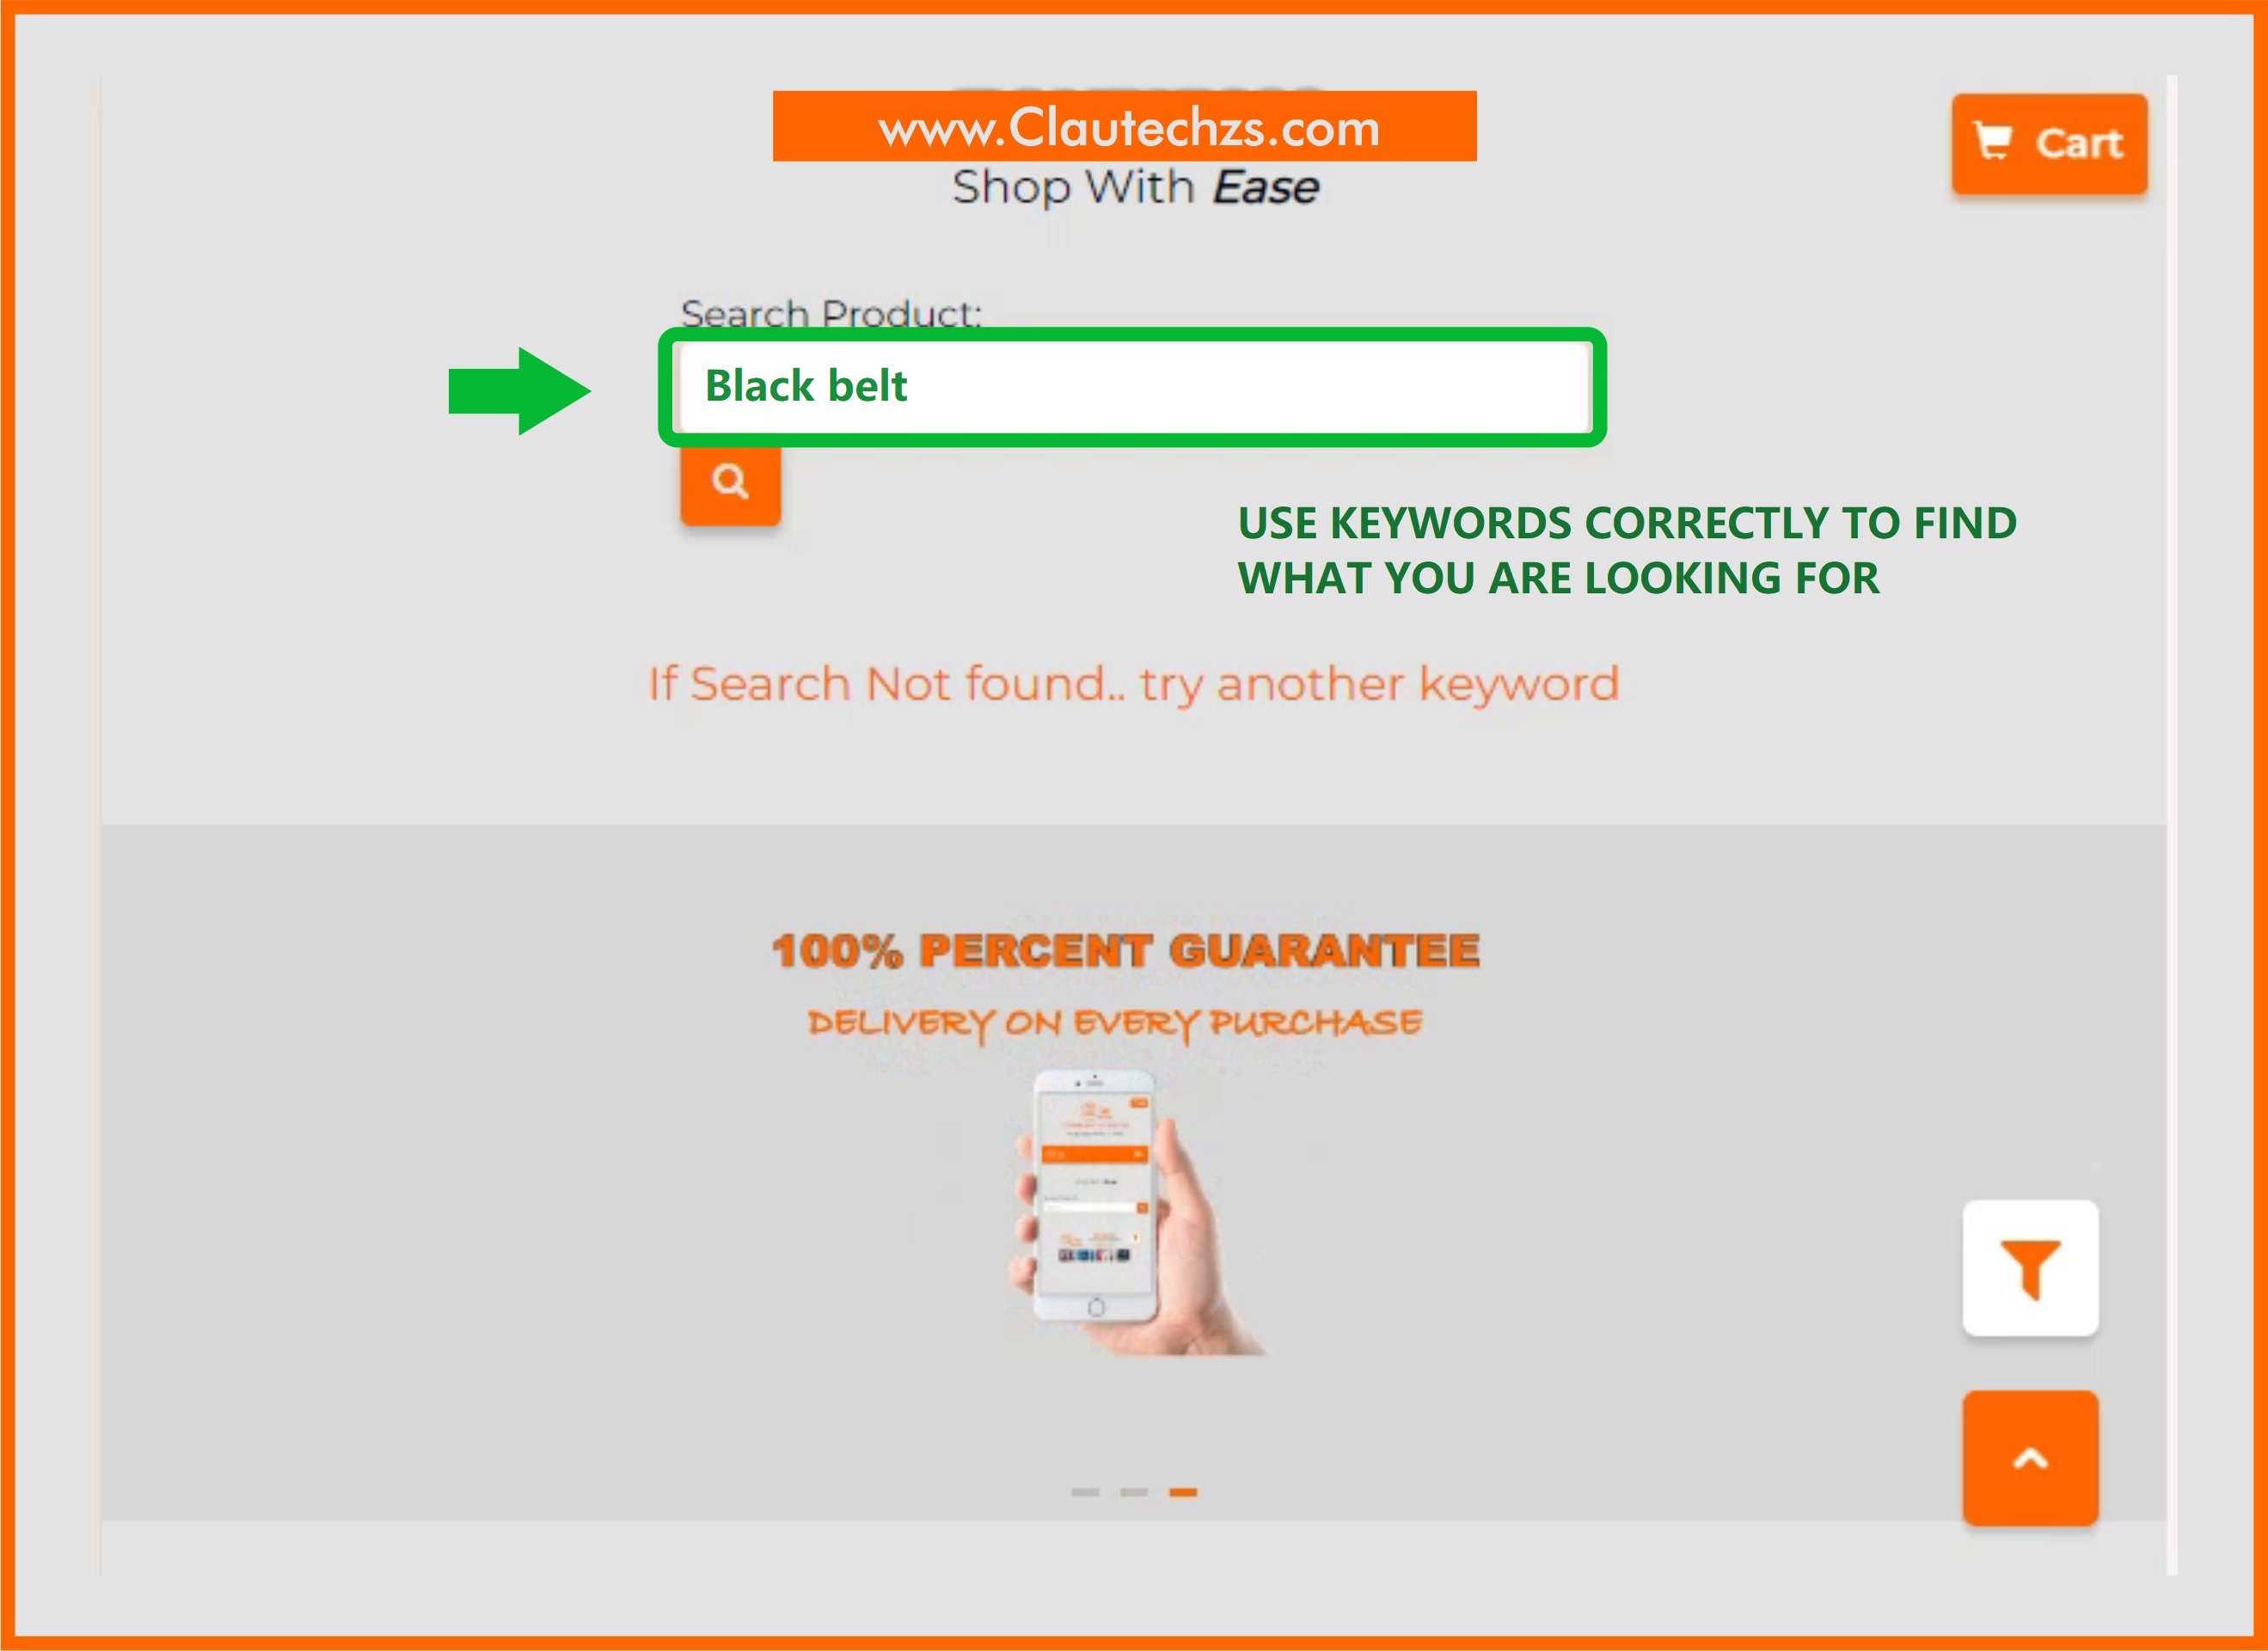 www.Clautechzs.com
Cart
Shop With Ease
Search Product:
Black belt
USE KEYWORDS CORRECTLY TO FIND
WHAT YOU ARE LOOKING FOR
If Search Not found.. try another keyword
100% PERCENT GUARANTEE
DELIVERY ON EVERY PURCHASE